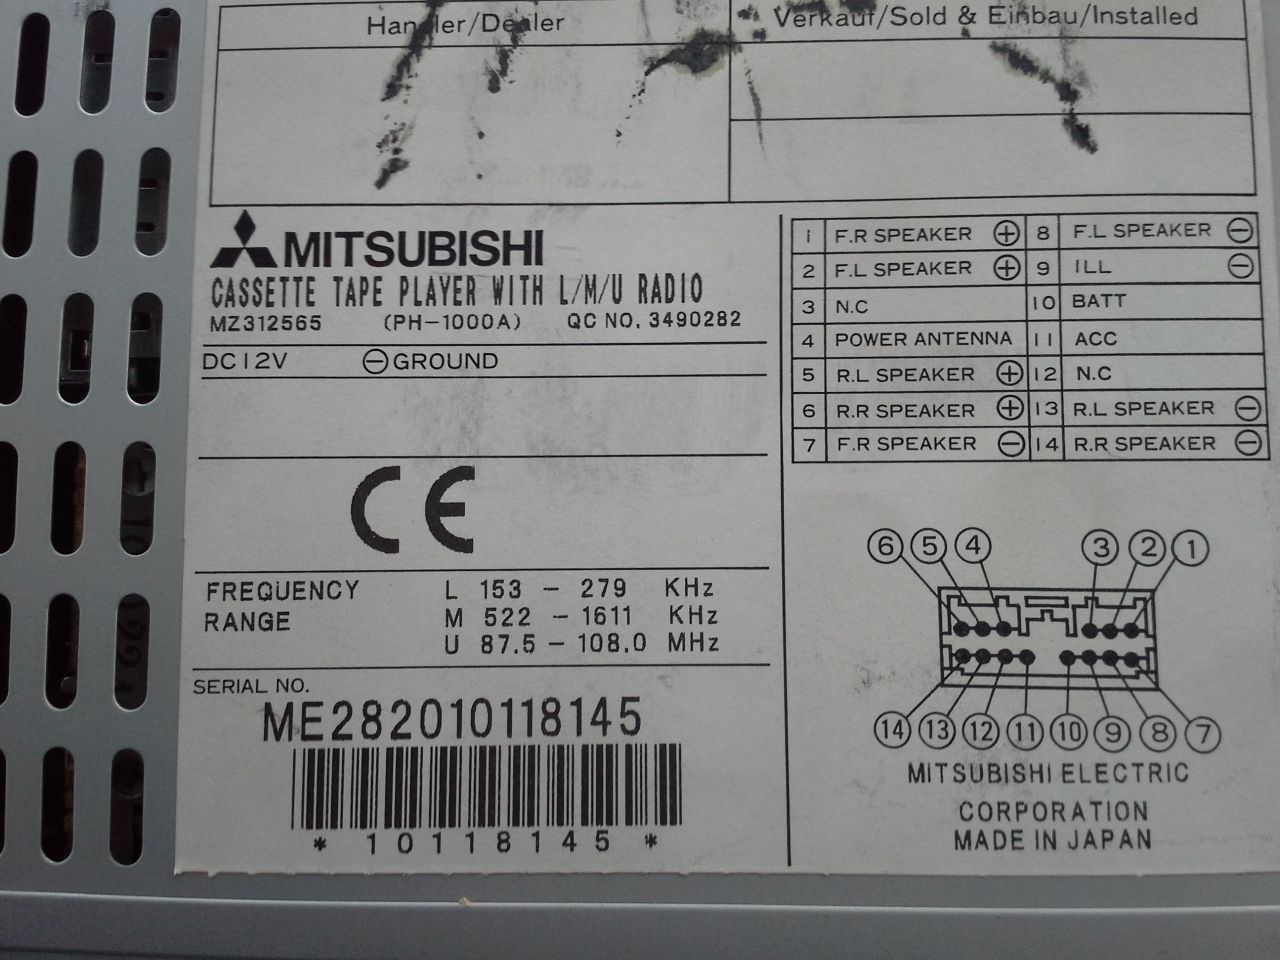 Handler/Dealer
Verkauf/Sold & Einbau/Installed
MITSUBISHI
CASSETTE TAPE PLAYER WITH L/M/U RADIO
MZ312565 (PH-1000A) QC NO. 3490282
DC12V ⊖ GROUND
CE
FREQUENCY RANGE
L 153 - 279 KHz
M 522 - 1611 KHz
U 87.5 - 108.0 MHz
SERIAL NO.
ME282010118145
* 10118145 *
1 F.R SPEAKER ⊕ 8 F.L SPEAKER ⊖
2 F.L SPEAKER ⊕ 9 ILL ⊖
3 N.C 10 BATT
4 POWER ANTENNA 11 ACC
5 R.L SPEAKER ⊕ 12 N.C
6 R.R SPEAKER ⊕ 13 R.L SPEAKER ⊖
7 F.R SPEAKER ⊖ 14 R.R SPEAKER ⊖
6 5 4 3 2 1
14 13 12 11 10 9 8 7
MITSUBISHI ELECTRIC
CORPORATION
MADE IN JAPAN